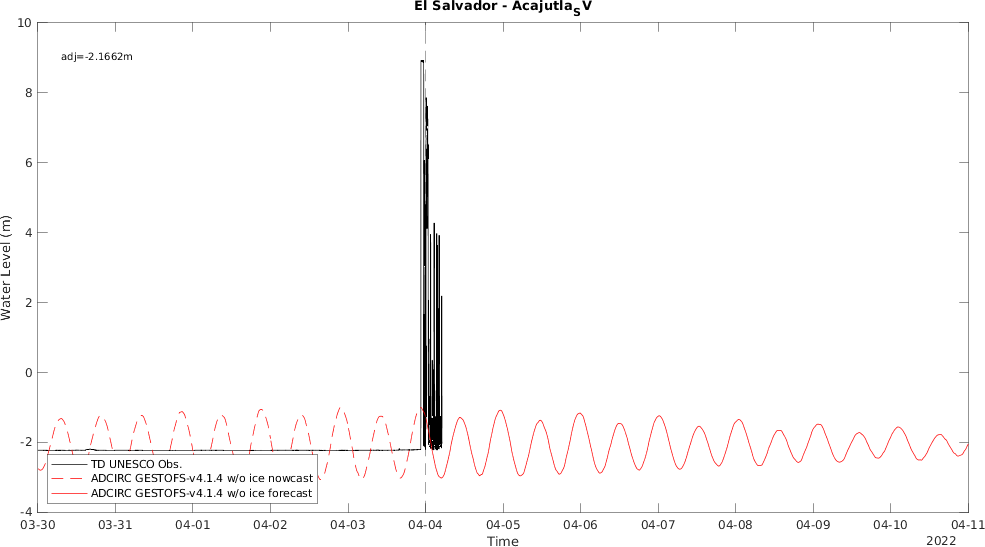 El Salvador - AcajutlaSV
adj=-2.1662m
Water Level (m)
10
8
6
4
2
0
-2
-4
TD UNESCO Obs.
ADCIRC GESTOFS-v4.1.4 w/o ice nowcast
ADCIRC GESTOFS-v4.1.4 w/o ice forecast
03-30 03-31 04-01 04-02 04-03 04-04 04-05 04-06 04-07 04-08 04-09 04-10 04-11
Time
2022